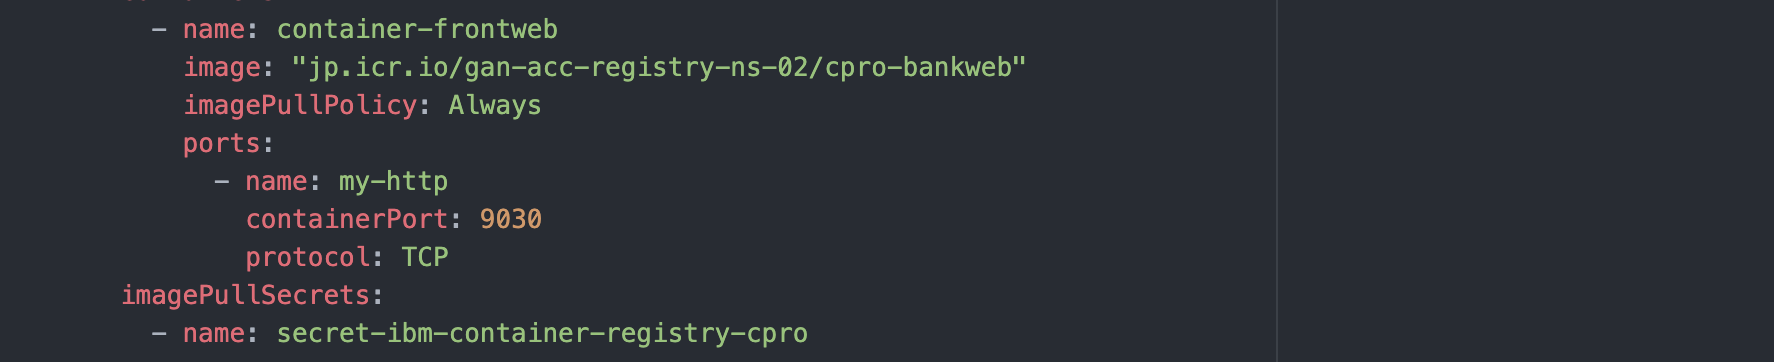 - name: container-frontweb
image: "jp.icr.io/gan-acc-registry-ns-02/cpro-bankweb"
imagePullPolicy: Always
ports:
- name: my-http
containerPort: 9030
protocol: TCP
imagePullSecrets:
- name: secret-ibm-container-registry-cpro